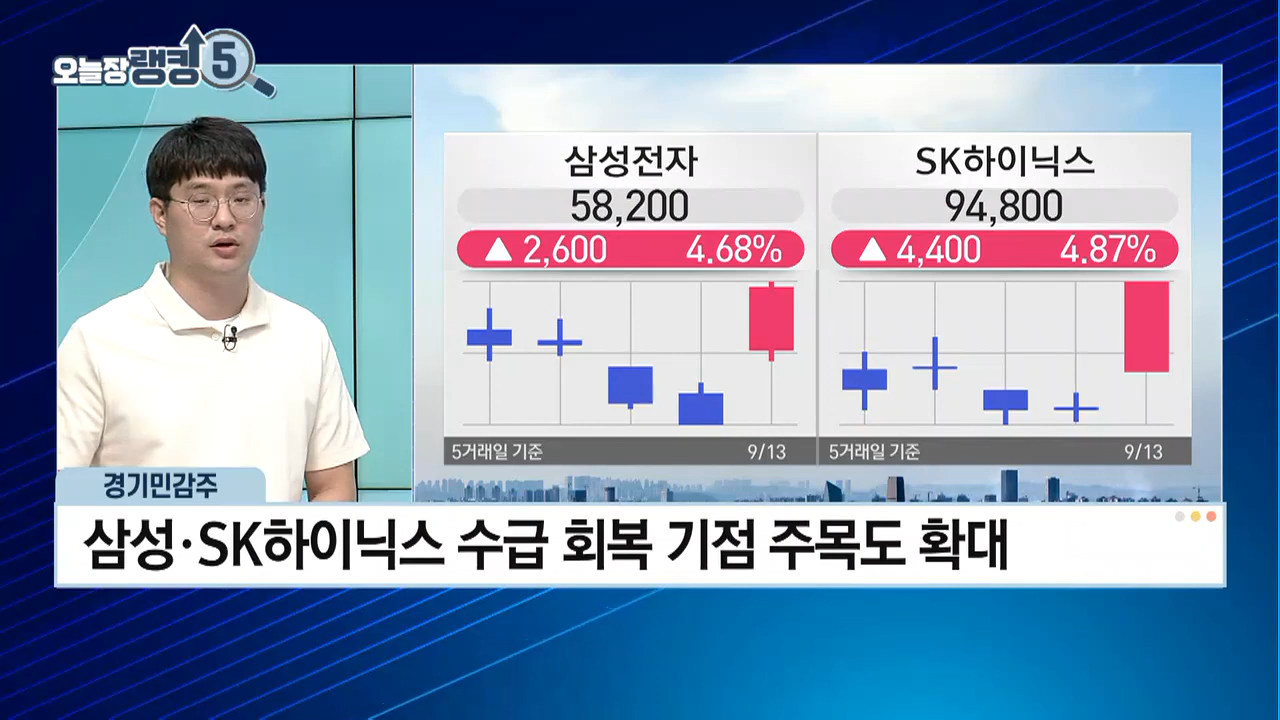 오늘장 랭킹 5
삼성전자
58,200
▲ 2,600 4.68%
5거래일 기준 9/13
SK하이닉스
94,800
▲ 4,400 4.87%
5거래일 기준 9/13
경기민감주
삼성·SK하이닉스 수급 회복 기점 주목도 확대